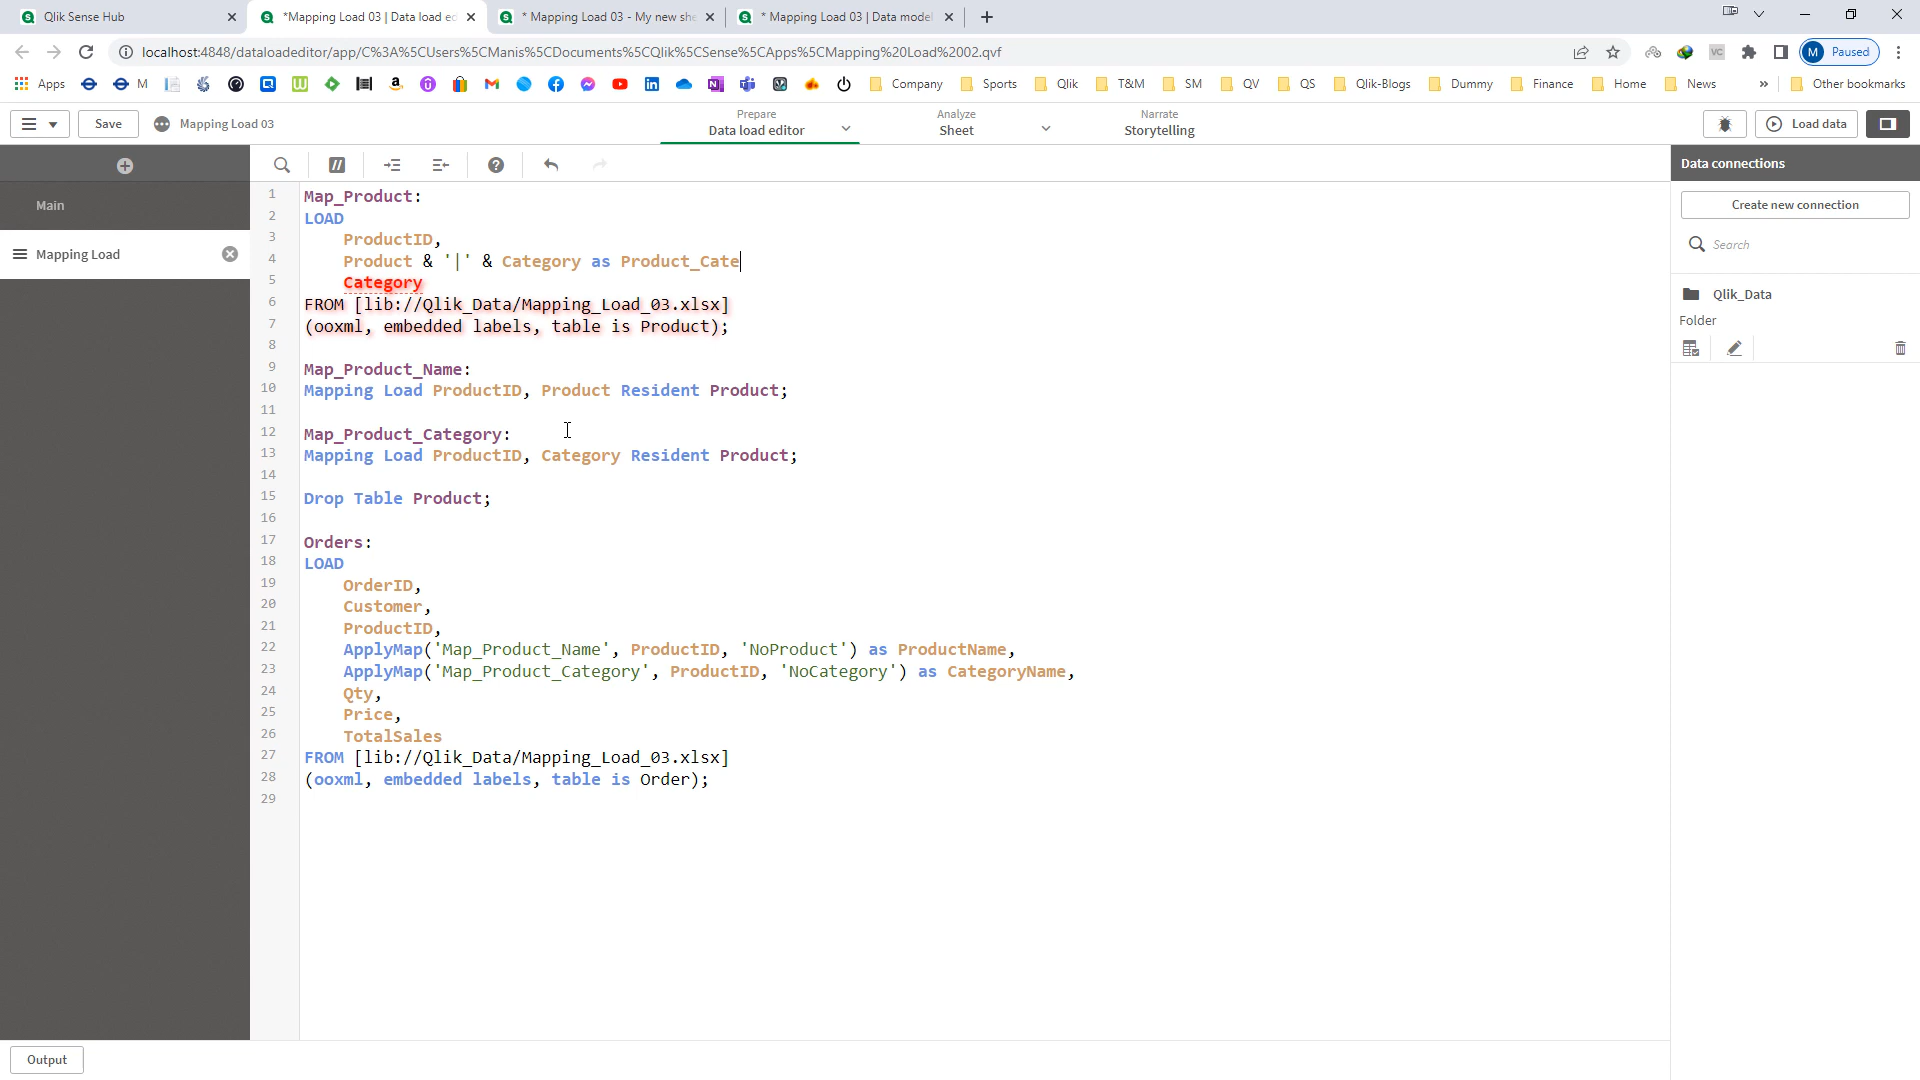 Qlik Sense Hub
*Mapping Load 03 | Data load ed
* Mapping Load 03 - My new she
* Mapping Load 03 | Data model
localhost:4848/dataloadeditor/app/C%3A%5CUsers%5CManis%5CDocuments%5CQlik%5CSense%5CApps%5CMapping%20Load%2002.qvf
M Paused
Apps M Company Sports Qlik T&M SM QV QS Qlik-Blogs Dummy Finance Home News » Other bookmarks
Save Mapping Load 03
Prepare
Data load editor
Analyze
Sheet
Narrate
Storytelling
Load data
Main
Mapping Load
1 Map_Product:
2 LOAD
3 ProductID,
4 Product & '|' & Category as Product_Cate
5 Category
6 FROM [lib://Qlik_Data/Mapping_Load_03.xlsx]
7 (ooxml, embedded labels, table is Product);
8
9 Map_Product_Name:
10 Mapping Load ProductID, Product Resident Product;
11
12 Map_Product_Category:
13 Mapping Load ProductID, Category Resident Product;
14
15 Drop Table Product;
16
17 Orders:
18 LOAD
19 OrderID,
20 Customer,
21 ProductID,
22 ApplyMap('Map_Product_Name', ProductID, 'NoProduct') as ProductName,
23 ApplyMap('Map_Product_Category', ProductID, 'NoCategory') as CategoryName,
24 Qty,
25 Price,
26 TotalSales
27 FROM [lib://Qlik_Data/Mapping_Load_03.xlsx]
28 (ooxml, embedded labels, table is Order);
29
Data connections
Create new connection
Search
Qlik_Data
Folder
Output